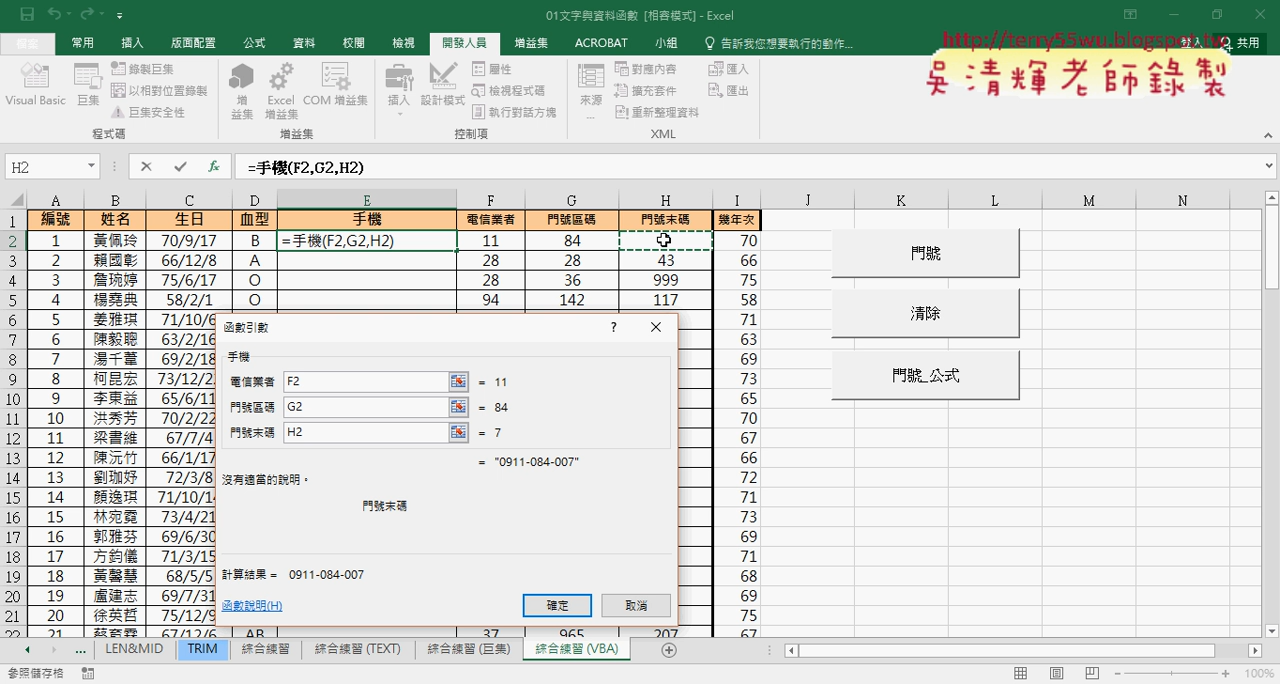 01文字與資料函數 [相容模式] - Excel
檔案 常用 插入 版面配置 公式 資料 校閱 檢視 開發人員 增益集 ACROBAT 小組 告訴我您想要執行的動作... 登入 共用
http://terry55wu.blogspot.tw
吳清輝老師錄製
Visual Basic 巨集 錄製巨集 以相對位置錄製 巨集安全性 程式碼
增益集 Excel 增益集 COM 增益集 增益集
插入 設計模式 屬性 檢視程式碼 執行對話方塊 控制項
來源 對應內容 擴充套件 重新整理資料 匯入 匯出 XML
H2 fx =手機(F2,G2,H2)
A B C D E F G H I J K L M N
1 編號 姓名 生日 血型 手機 電信業者 門號區碼 門號末碼 幾年次
2 1 黃佩玲 70/9/17 B =手機(F2,G2,H2) 11 84 70
3 2 賴國彰 66/12/8 A 28 28 43 66
4 3 詹琬婷 75/6/17 O 28 36 999 75
5 4 楊堯典 58/2/1 O 94 142 117 58
6 5 姜雅琪 71/10/6 71
7 6 陳毅聰 63/2/16 63
8 7 湯千薰 69/2/18 69
9 8 柯昆宏 73/12/2 73
10 9 李東益 65/6/11 65
11 10 洪秀芳 70/2/22 70
12 11 梁書維 67/7/4 67
13 12 陳沅竹 66/1/17 66
14 13 劉珈妤 72/3/8 72
15 14 顏逸琪 71/10/14 71
16 15 林宛霓 73/4/21 73
17 16 郭雅芬 69/6/30 69
18 17 方鈞儀 71/3/15 71
19 18 黃馨慧 68/5/5 68
20 19 盧建志 69/7/31 69
21 20 徐英哲 75/12/9 75
22 21 67/12/6 AB 37 965 207 67
門號
清除
門號_公式
函數引數 ?
手機
電信業者 F2 = 11
門號區碼 G2 = 84
門號末碼 H2 = 7
= "0911-084-007"
沒有適當的說明。
門號末碼
計算結果 = 0911-084-007
函數說明(H) 確定 取消
... LEN&MID TRIM 綜合練習 綜合練習 (TEXT) 綜合練習 (巨集) 綜合練習 (VBA)
參照儲存格 100%